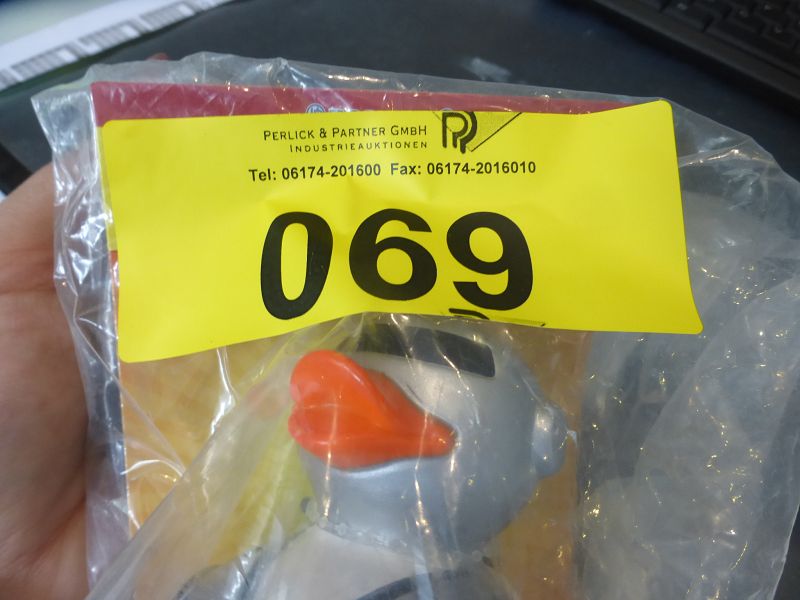 PERLICK & PARTNER GMBH
INDUSTRIEAUKTIONEN
Tel: 06174-201600 Fax: 06174-2016010
069